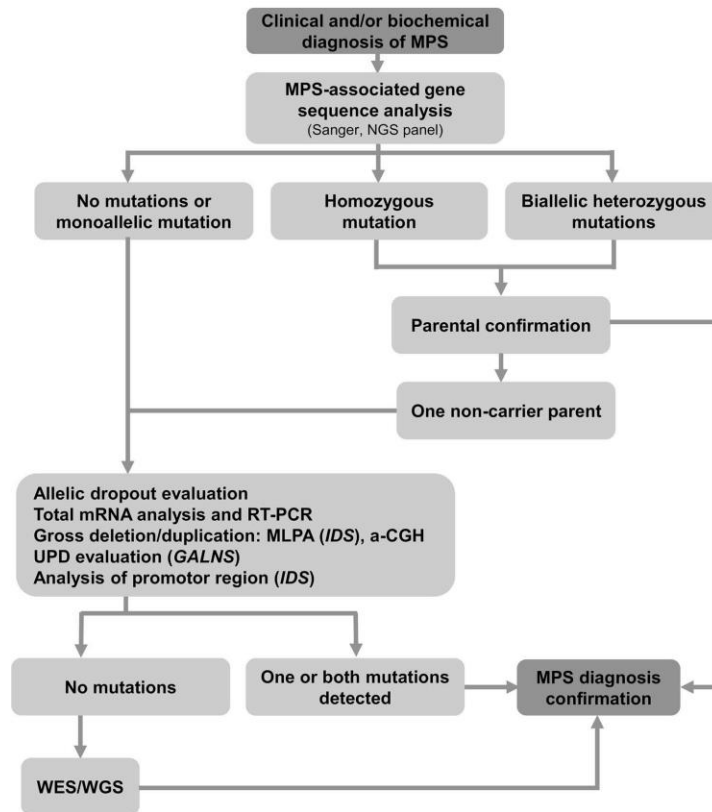 Clinical and/or biochemical
diagnosis of MPS
MPS-associated gene
sequence analysis
(Sanger, NGS panel)
No mutations or
monoallelic mutation
Homozygous
mutation
Biallelic heterozygous
mutations
Parental confirmation
One non-carrier parent
Allelic dropout evaluation
Total mRNA analysis and RT-PCR
Gross deletion/duplication: MLPA (IDS), a-CGH
UPD evaluation (GALNS)
Analysis of promotor region (IDS)
No mutations
One or both mutations
detected
MPS diagnosis
confirmation
WES/WGS